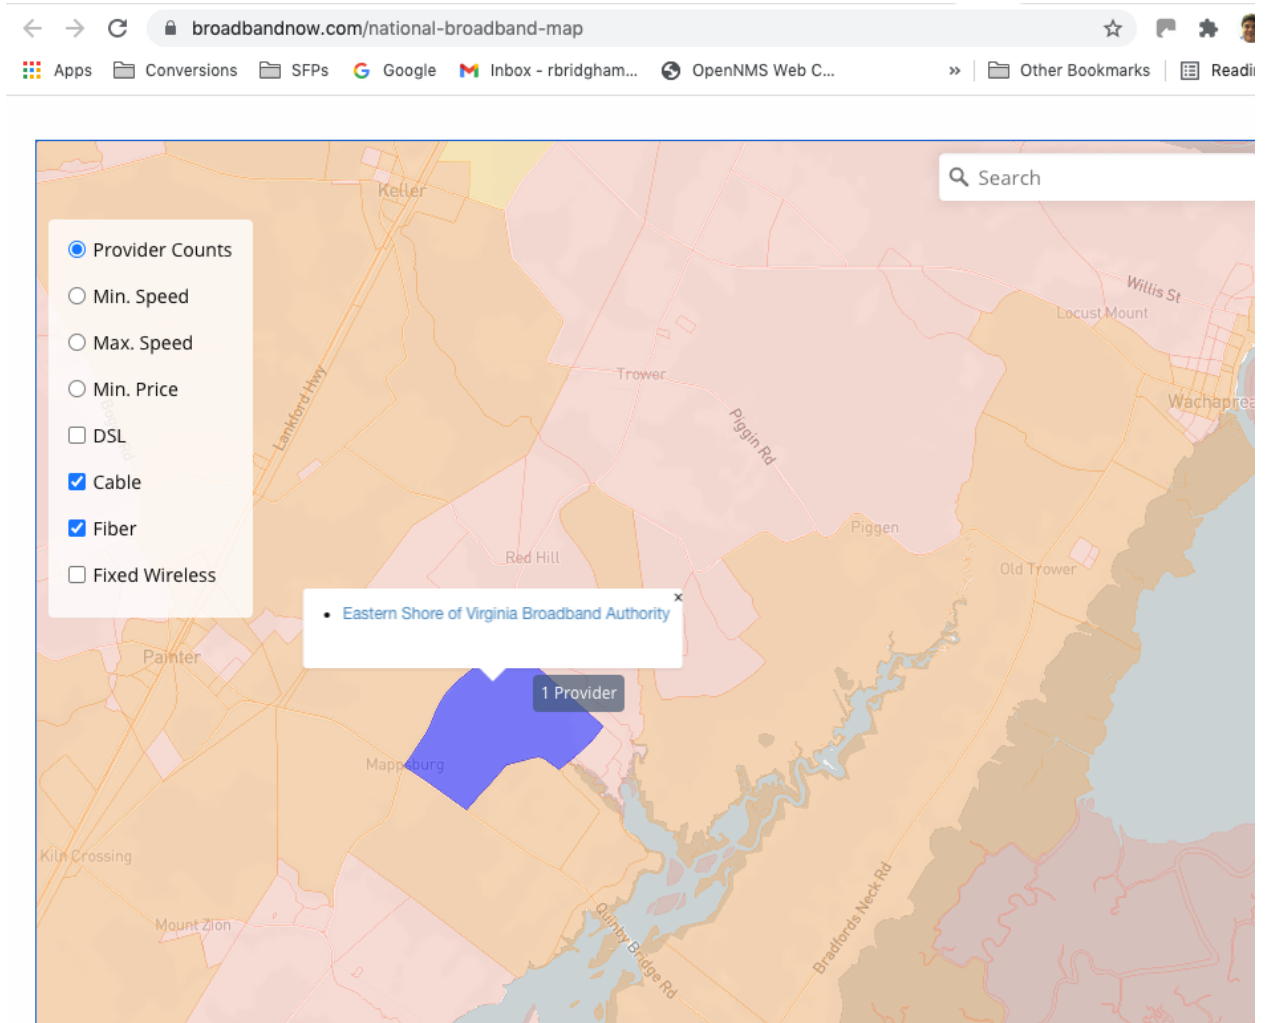 broadbandnow.com/national-broadband-map
Apps Conversions SFPs Google Inbox - rbridgham... OpenNMS Web C... » Other Bookmarks Readi
Search
Keller
Provider Counts
Min. Speed
Max. Speed
Min. Price
DSL
Cable
Fiber
Fixed Wireless
Lankford Hwy
Willis St
Locust Mount
Trower
Wachaprea
Piggin Rd
Piggen
Red Hill
Old Trower
Eastern Shore of Virginia Broadband Authority
×
Painter
1 Provider
Mappsburg
Kiln Crossing
Mount Zion
Quinby Bridge Rd
Bradfords Neck Rd